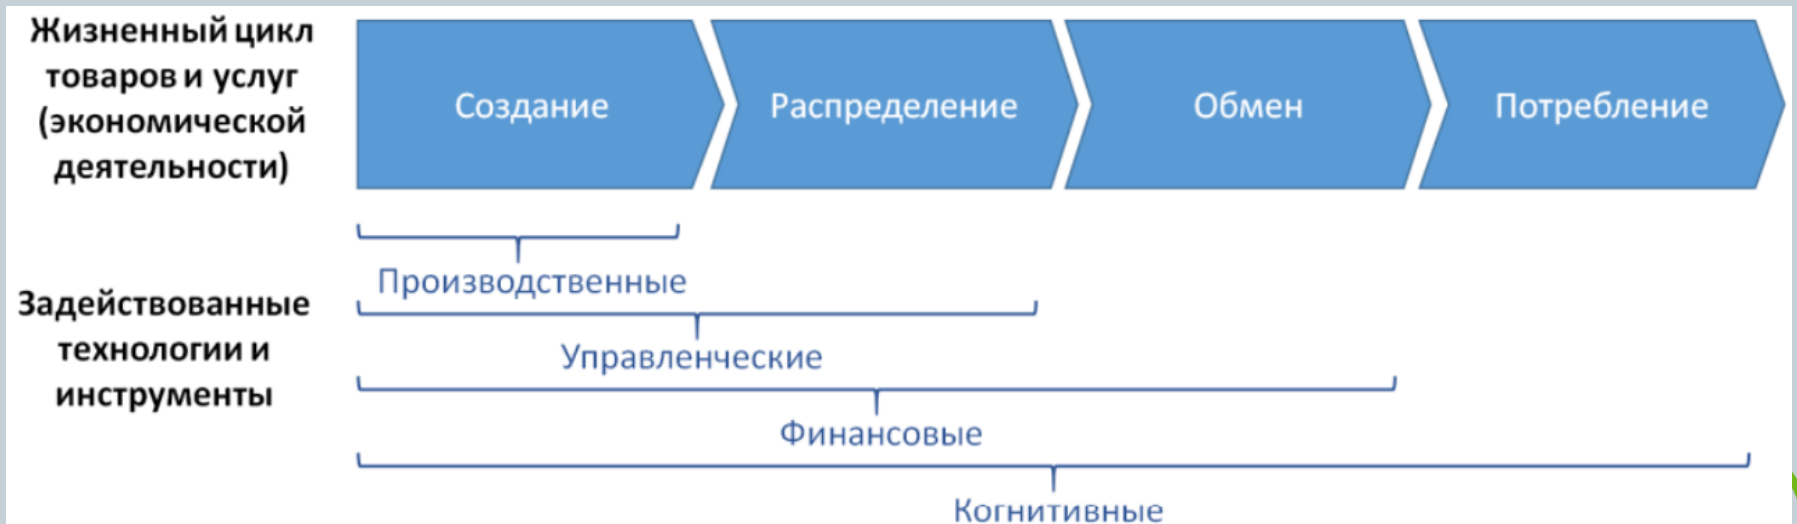 Жизненный цикл
товаров и услуг
(экономической
деятельности)
Создание
Распределение
Обмен
Потребление
Задействованные
технологии и
инструменты
Производственные
Управленческие
Финансовые
Когнитивные